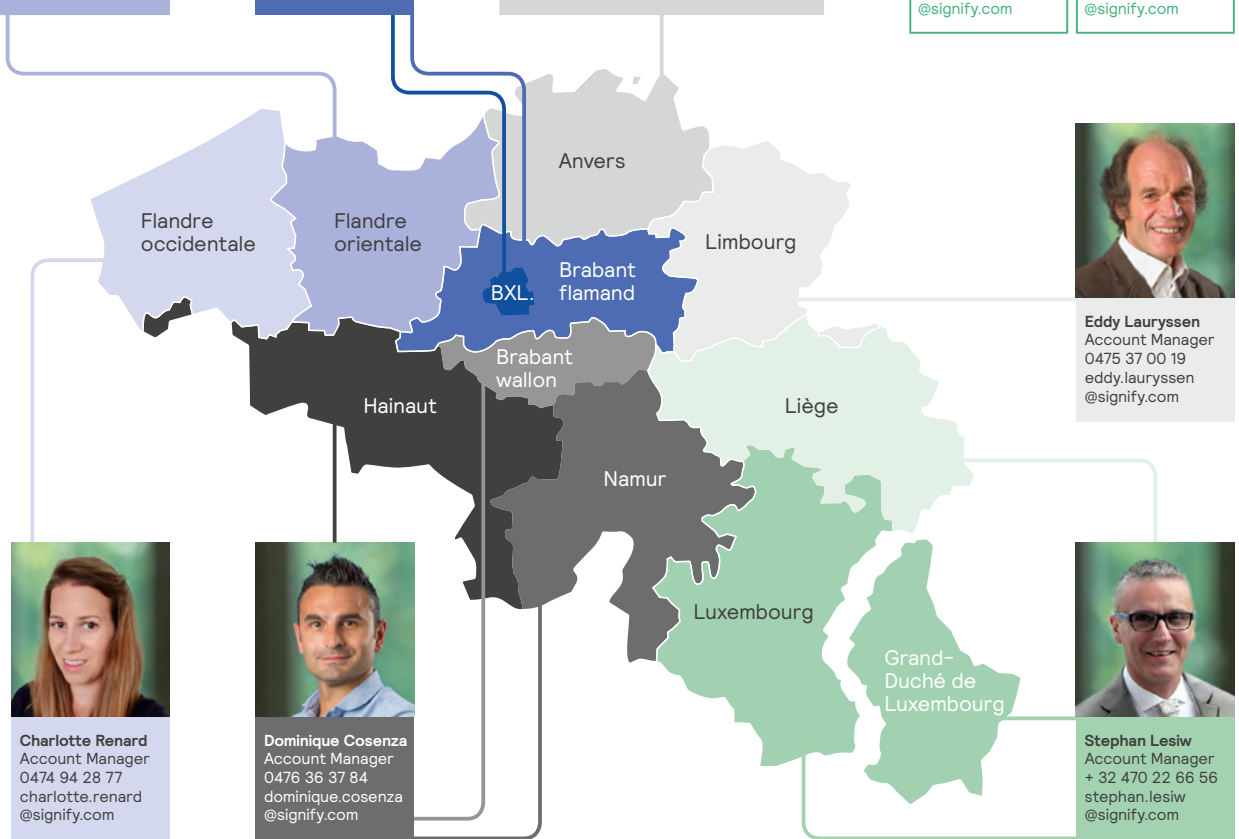 @signify.com
@signify.com
Anvers
Flandre
occidentale
Flandre
orientale
Limbourg
BXL.
Brabant
flamand
Brabant
wallon
Hainaut
Liège
Namur
Luxembourg
Grand-
Duché de
Luxembourg
Eddy Lauryssen
Account Manager
0475 37 00 19
eddy.lauryssen
@signify.com
Charlotte Renard
Account Manager
0474 94 28 77
charlotte.renard
@signify.com
Dominique Cosenza
Account Manager
0476 36 37 84
dominique.cosenza
@signify.com
Stephan Lesiw
Account Manager
+ 32 470 22 66 56
stephan.lesiw
@signify.com